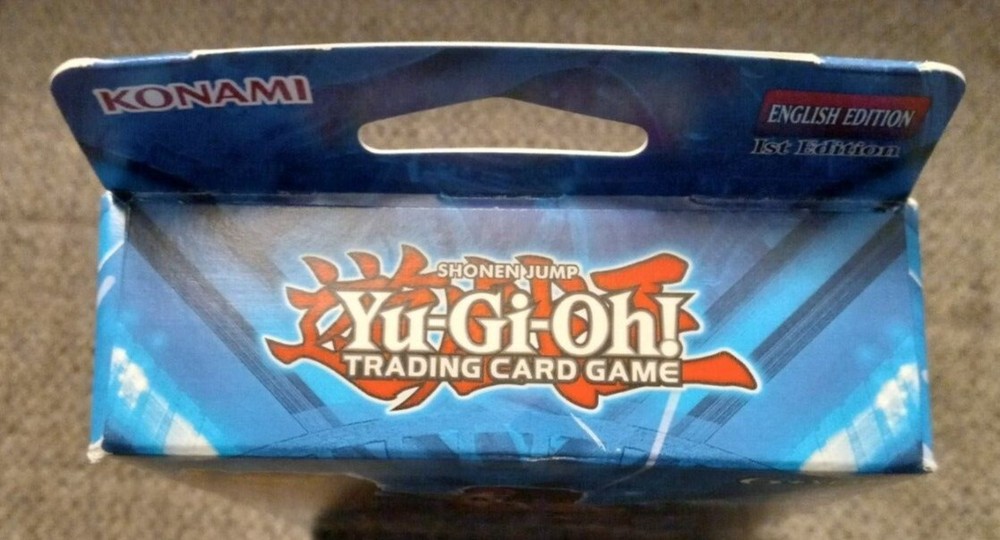 KONAMI
ENGLISH EDITION
1st Edition
SHONEN JUMP
Yu-Gi-Oh!
TRADING CARD GAME